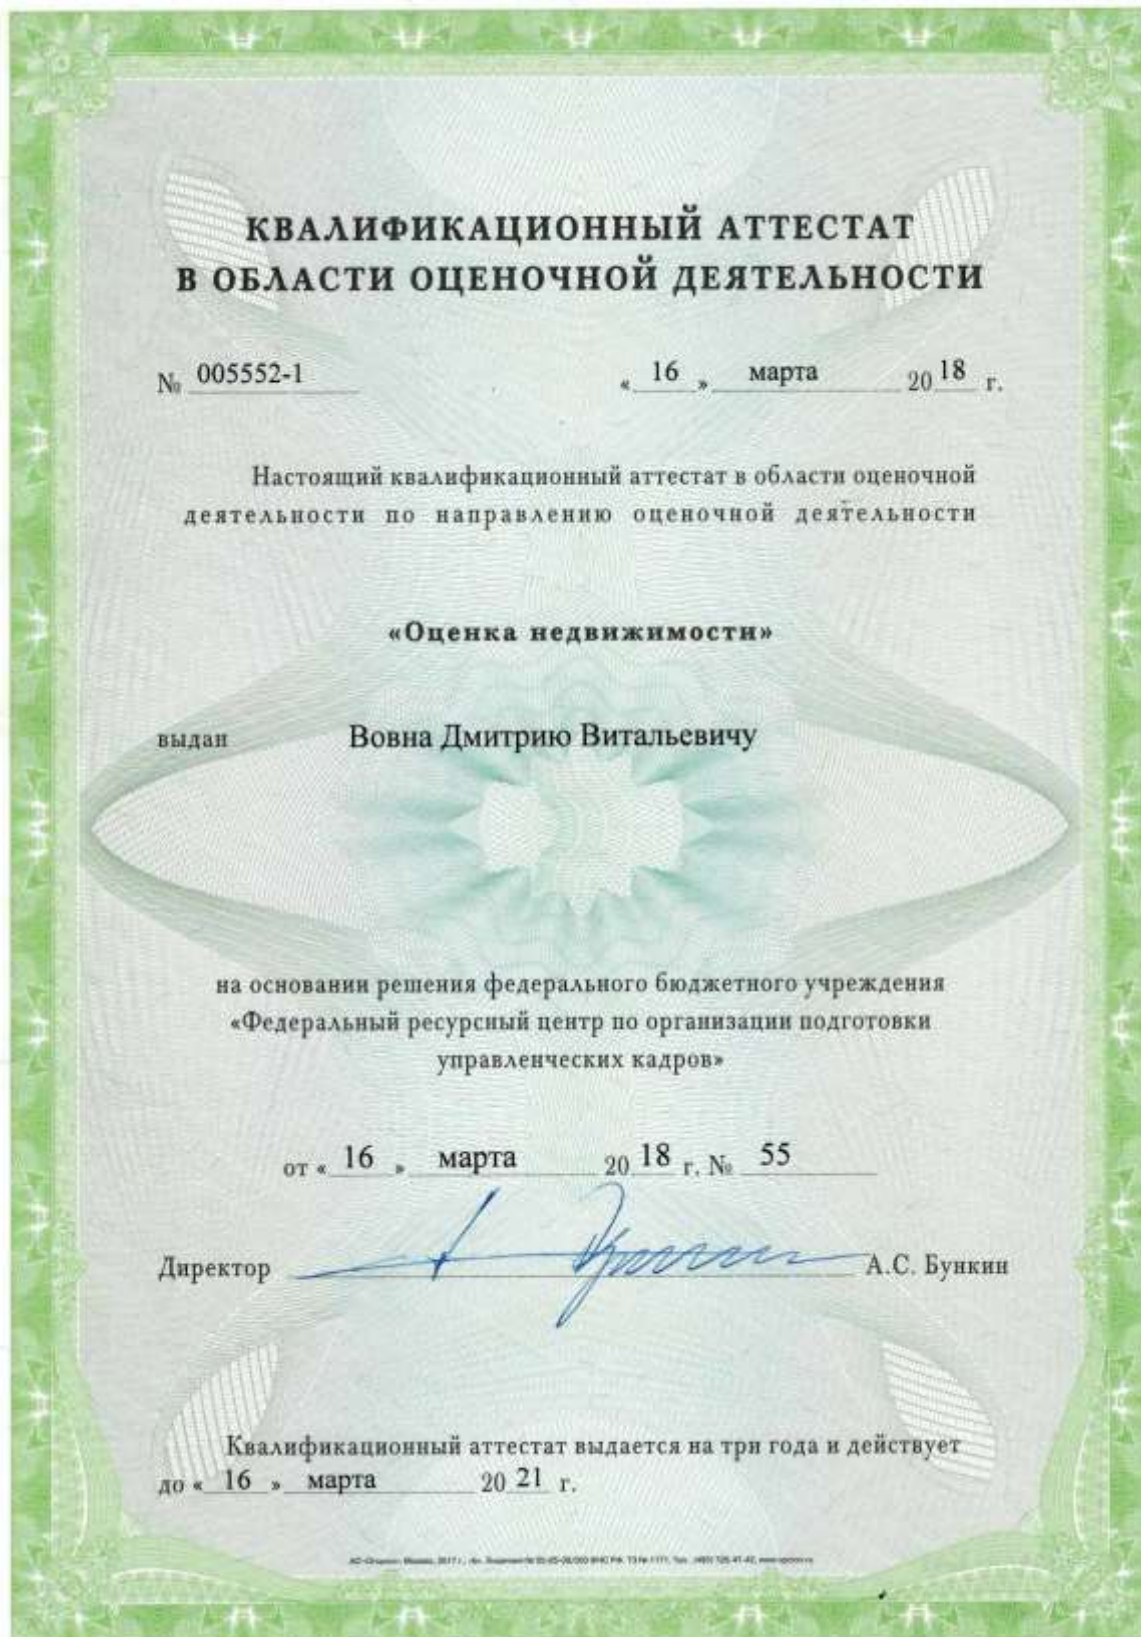 КВАЛИФИКАЦИОННЫЙ АТТЕСТАТ
В ОБЛАСТИ ОЦЕНОЧНОЙ ДЕЯТЕЛЬНОСТИ
№ 005552-1 « 16 » марта 20 18 г.
Настоящий квалификационный аттестат в области оценочной
деятельности по направлению оценочной деятельности
«Оценка недвижимости»
выдан Вовна Дмитрию Витальевичу
на основании решения федерального бюджетного учреждения
«Федеральный ресурсный центр по организации подготовки
управленческих кадров»
от « 16 » марта 20 18 г. № 55
Директор А.С. Бункин
Квалификационный аттестат выдается на три года и действует
до « 16 » марта 20 21 г.